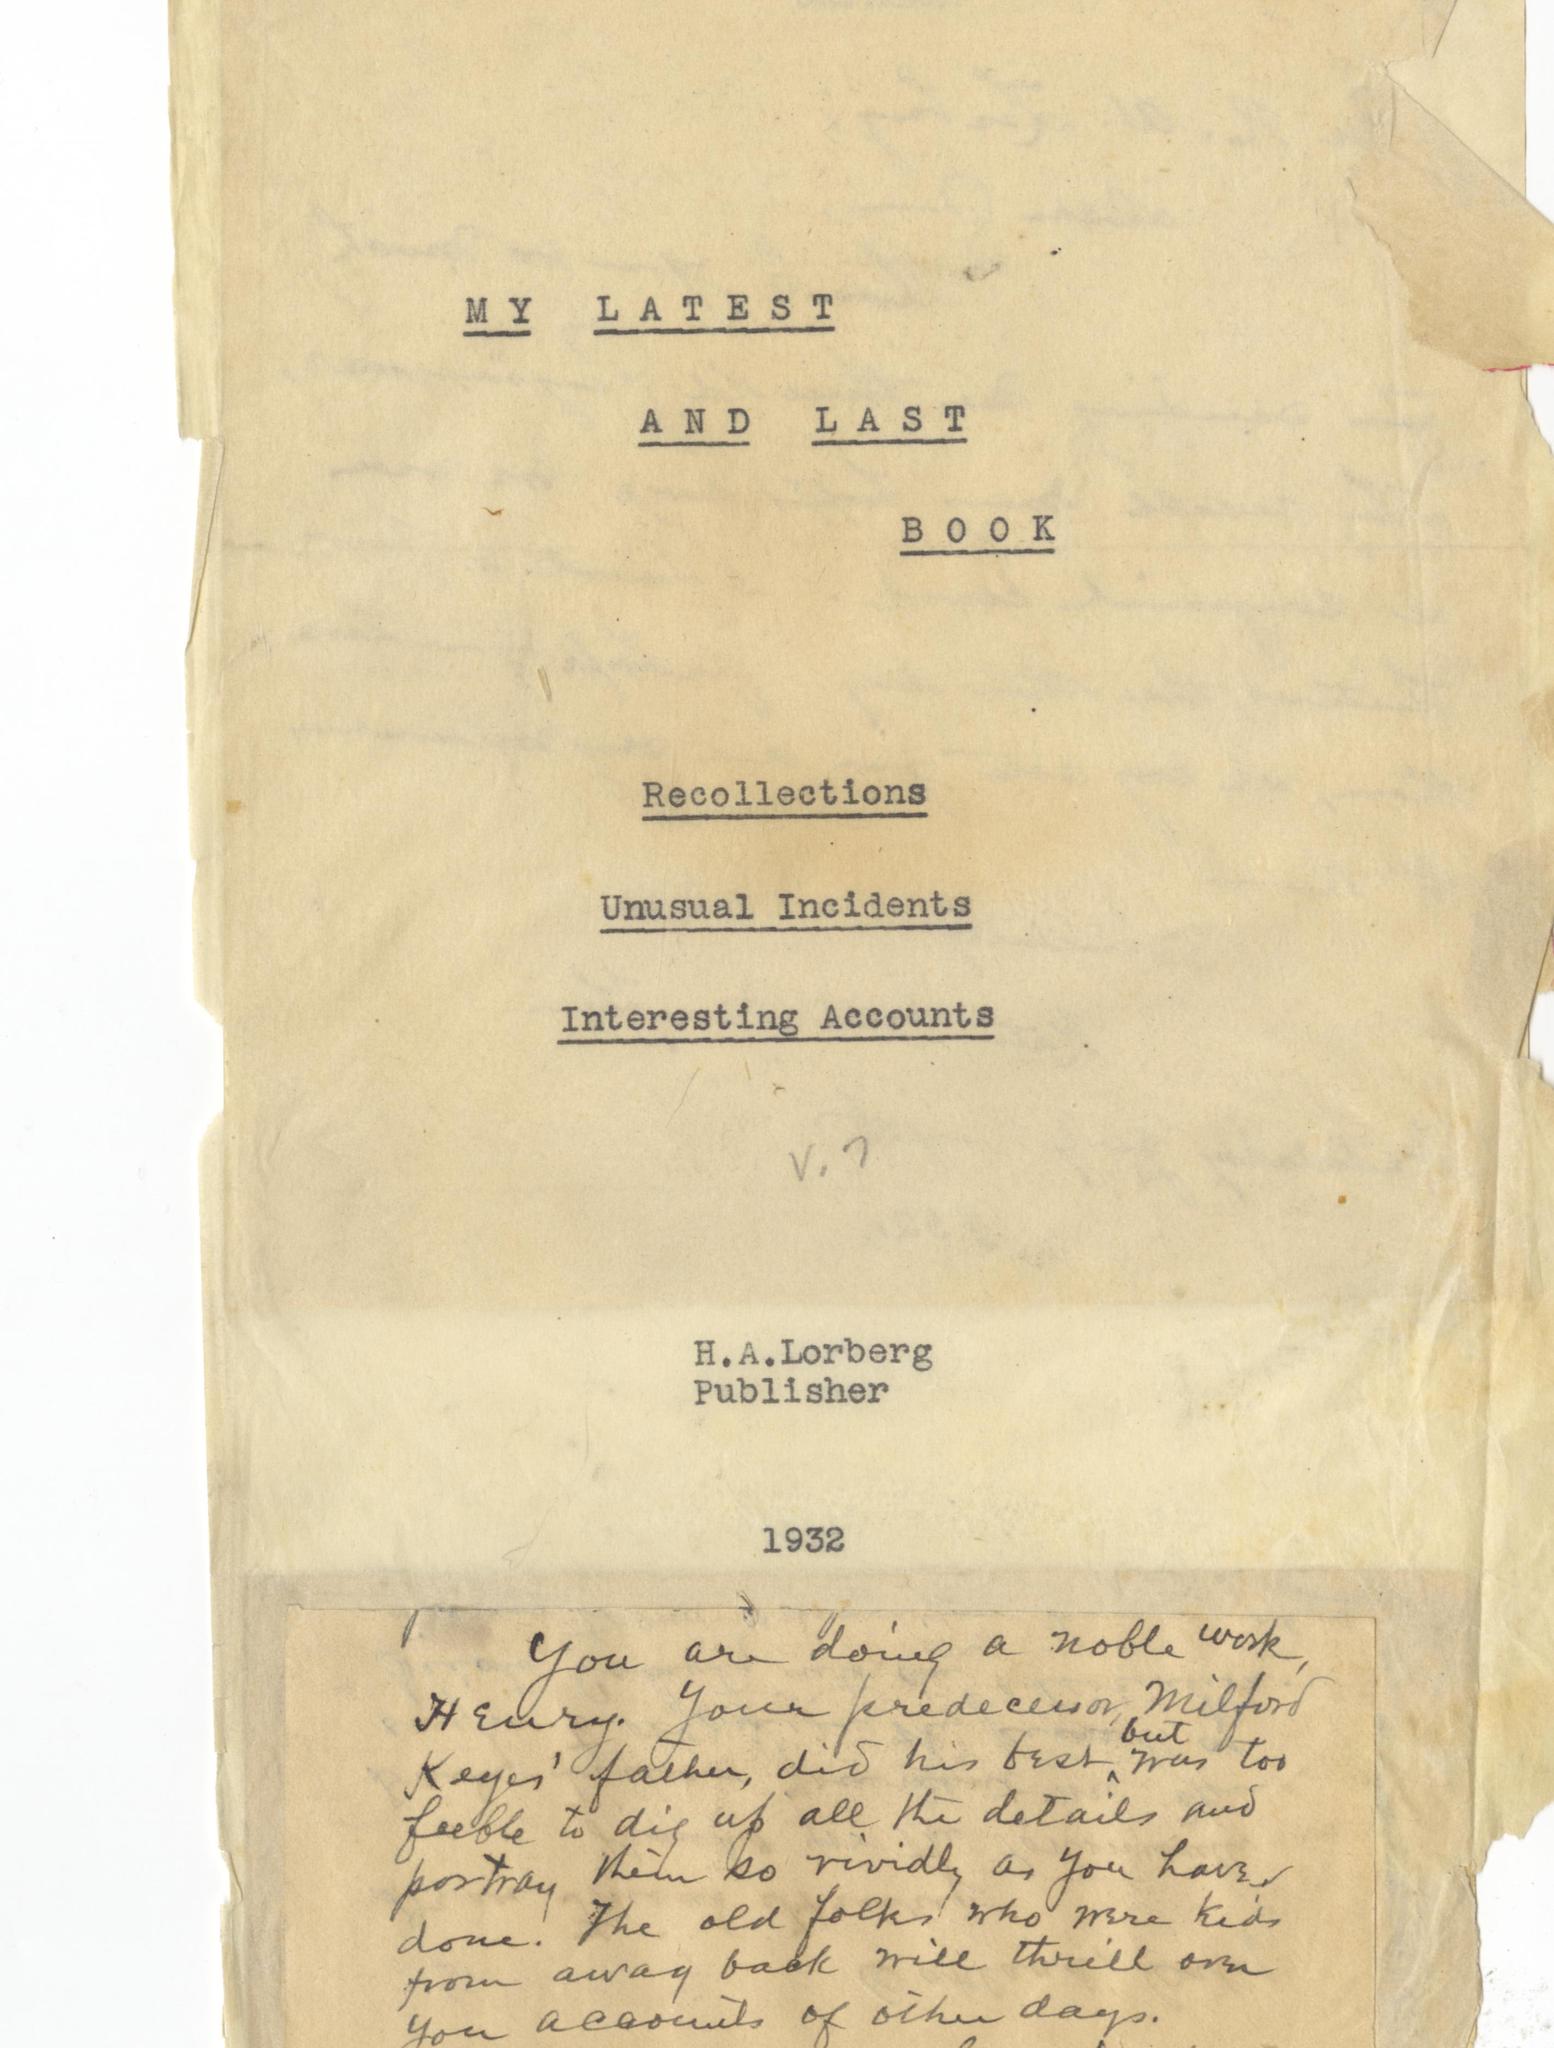 MY LATEST
AND LAST
BOOK
Recollections
Unusual Incidents
Interesting Accounts
V. 7
H.A.Lorberg
Publisher
1932
You are doing a noble work,
Henry. Your predecessor, Milford
Keyes' father, did his best, but was too
feeble to dig up all the details and
portray them so vividly as you have
done. The old folks who were kids
from away back will thrill over
you accounts of other days.